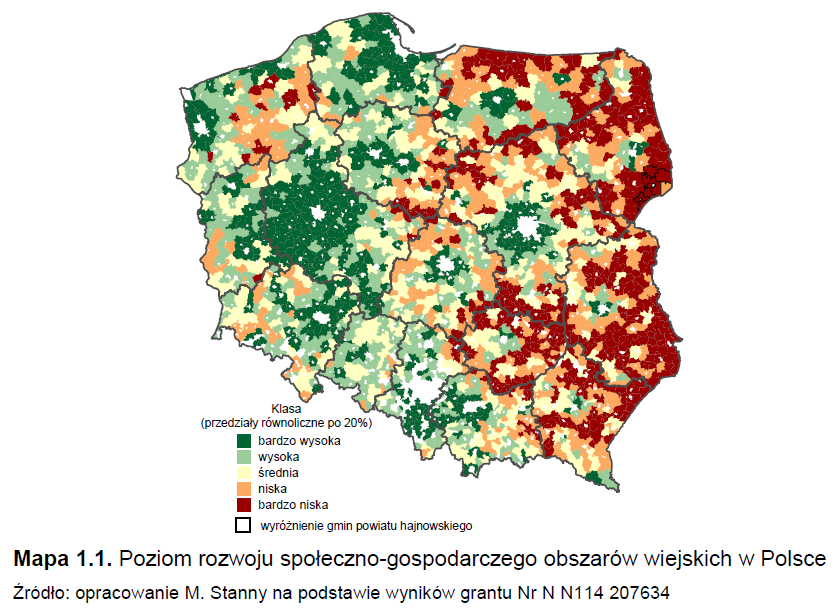 Klasa
(przedziały równoliczne po 20%)
bardzo wysoka
wysoka
średnia
niska
bardzo niska
wyróżnienie gmin powiatu hajnowskiego
Mapa 1.1. Poziom rozwoju społeczno-gospodarczego obszarów wiejskich w Polsce
Źródło: opracowanie M. Stanny na podstawie wyników grantu Nr N N114 207634